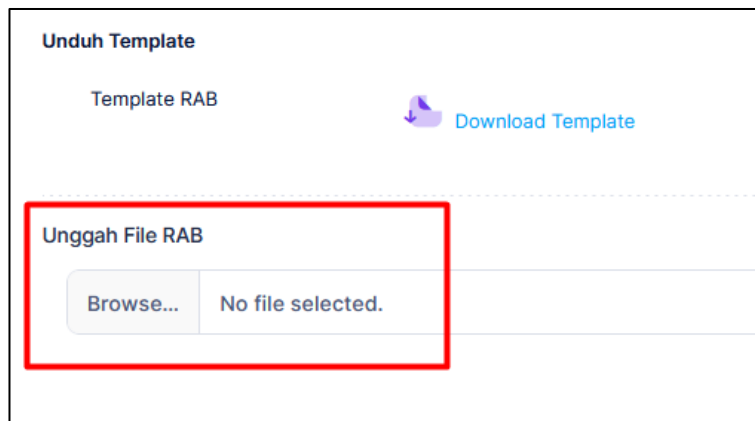 Unduh Template
Template RAB
Download Template
Unggah File RAB
Browse... No file selected.